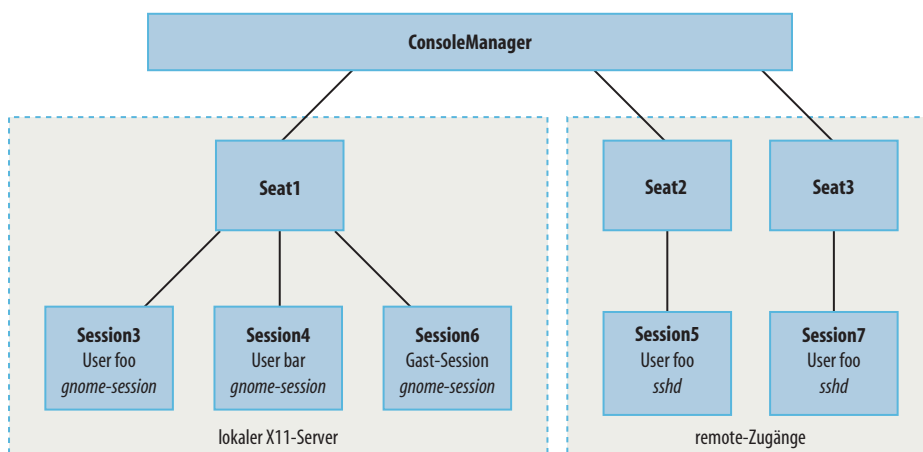 ConsoleManager
Seat1
Seat2
Seat3
Session3
User foo
gnome-session
Session4
User bar
gnome-session
Session6
Gast-Session
gnome-session
Session5
User foo
sshd
Session7
User foo
sshd
lokaler X11-Server
remote-Zugänge